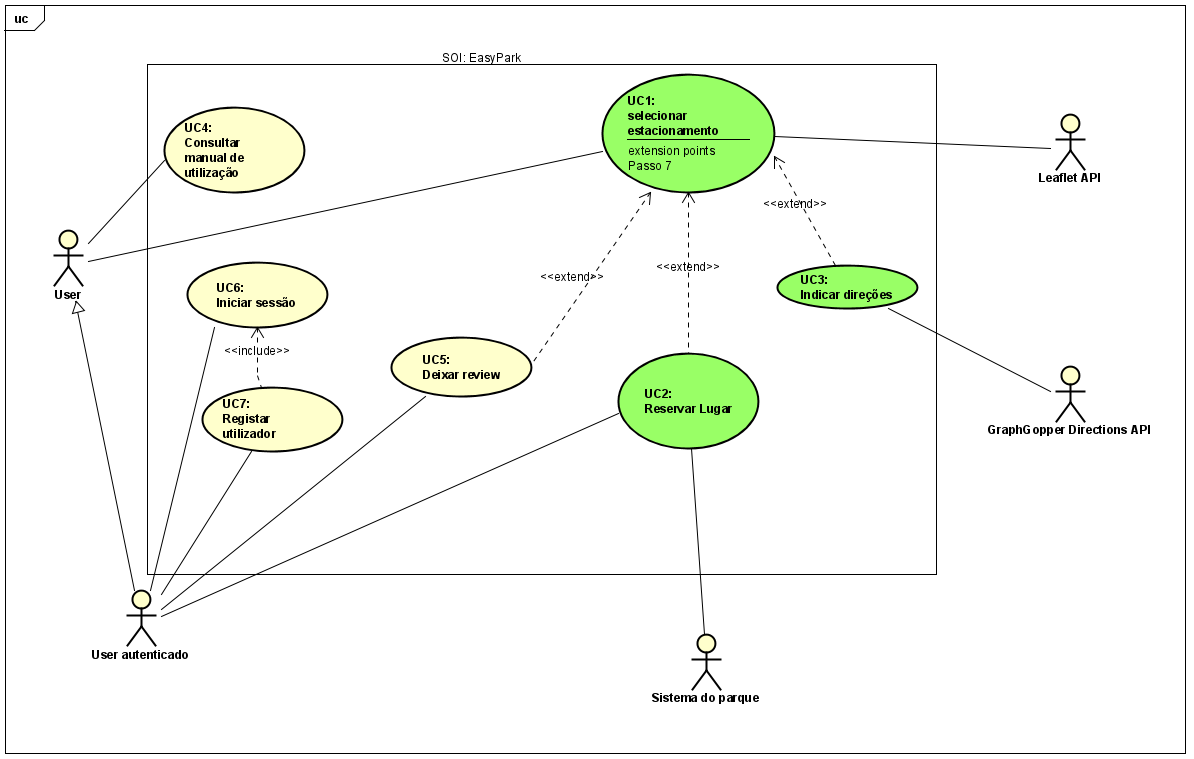 uc
SOI: EasyPark
UC1:
selecionar
estacionamento
extension points
Passo 7
UC4:
Consultar
manual de
utilização
Leaflet API
<<extend>>
User
UC6:
Iniciar sessão
<<extend>>
<<extend>>
UC3:
Indicar direções
<<include>>
UC5:
Deixar review
UC7:
Registar
utilizador
UC2:
Reservar Lugar
GraphGopper Directions API
User autenticado
Sistema do parque